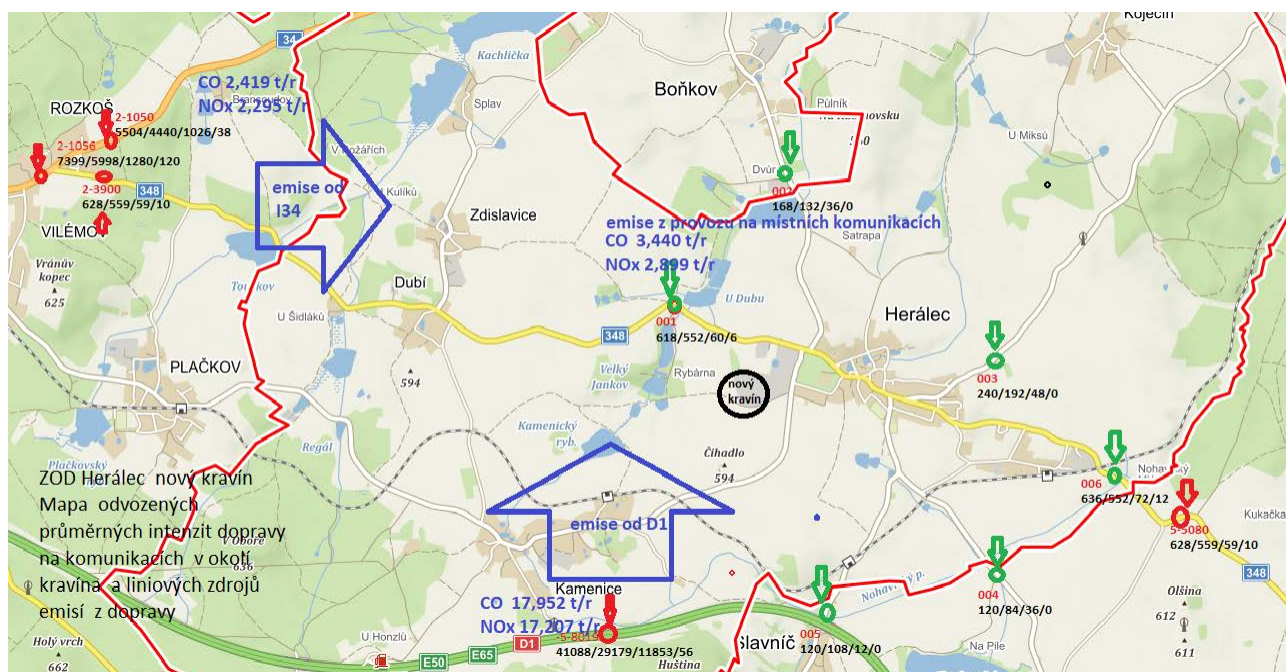 Kojecín
34
Kachlička
CO 2,419 t/r
NOx 2,295 t/r
ROZKOŠ
2-1050
5504/4440/1026/38
Splav
Boňkov
Půlník
U Miksů
2-1056
7399/5998/1280/120
V Požářích
2-3900
348
628/559/59/10
emise od
I34
U Kulíků
Zdislavice
Dvůr
002
168/132/36/0
VILÉMOV
emise z provozu na místních komunikacích
CO 3,440 t/r
NOx 2,899 t/r
Satrapa
Vránův
kopec
625
Dubí
U Dubu
U Šidláků
001
618/552/60/6
348
Herálec
PLAČKOV
594
Velký
Jankov
Rybárna
nový
kravín
003
240/192/48/0
Kamenický
ryb.
Regál
Plačkovský
Čihadlo
594
ZOD Herálec nový kravín
Mapa odvozených
průměrných intenzit dopravy
na komunikacích v okolí
kravína a liniových zdrojů
emisí z dopravy
V Oboře
636
emise od D1
006
636/552/72/12
5-5080
628/559/59/10
Kukačka
348
Kamenice
CO 17,952 t/r
NOx 17,207 t/r
41088/29179/11853/56
Nohavický p.
004
120/84/36/0
Olšina
612
611
Holý vrch
662
U Honzlů
E50
E65
D1
Huština
Slavníč
005
120/108/12/0
Na Pile